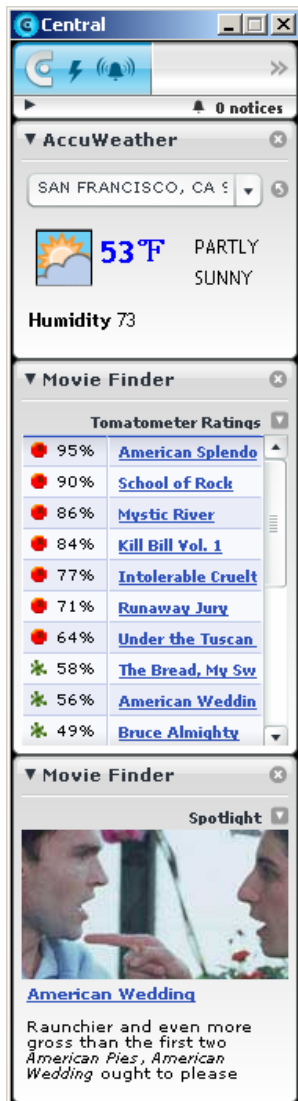 Central
0 notices
AccuWeather
SAN FRANCISCO, CA 9
53°F PARTLY
SUNNY
Humidity 73
Movie Finder
Tomatometer Ratings
95% American Splendo
90% School of Rock
86% Mystic River
84% Kill Bill Vol. 1
77% Intolerable Cruelt
71% Runaway Jury
64% Under the Tuscan
58% The Bread, My Sw
56% American Weddin
49% Bruce Almighty
Movie Finder
Spotlight
American Wedding
Raunchier and even more
gross than the first two
American Pies, American
Wedding ought to please